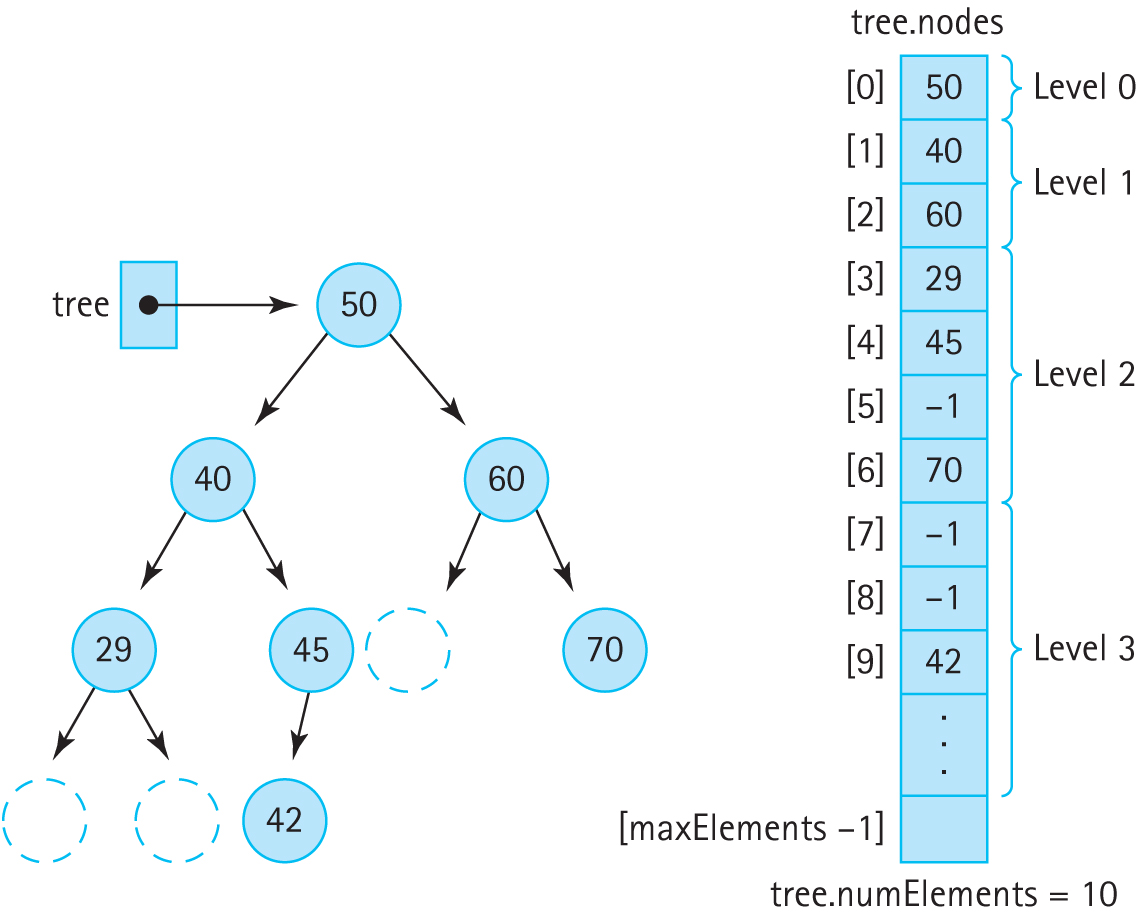 tree.nodes
[0] 50 Level 0
[1] 40
Level 1
[2] 60
[3] 29
tree 50
[4] 45
Level 2
[5] –1
40 60
[6] 70
[7] –1
[8] –1
29 45 70
[9] 42
Level 3
.
.
.
42
[maxElements –1]
tree.numElements = 10